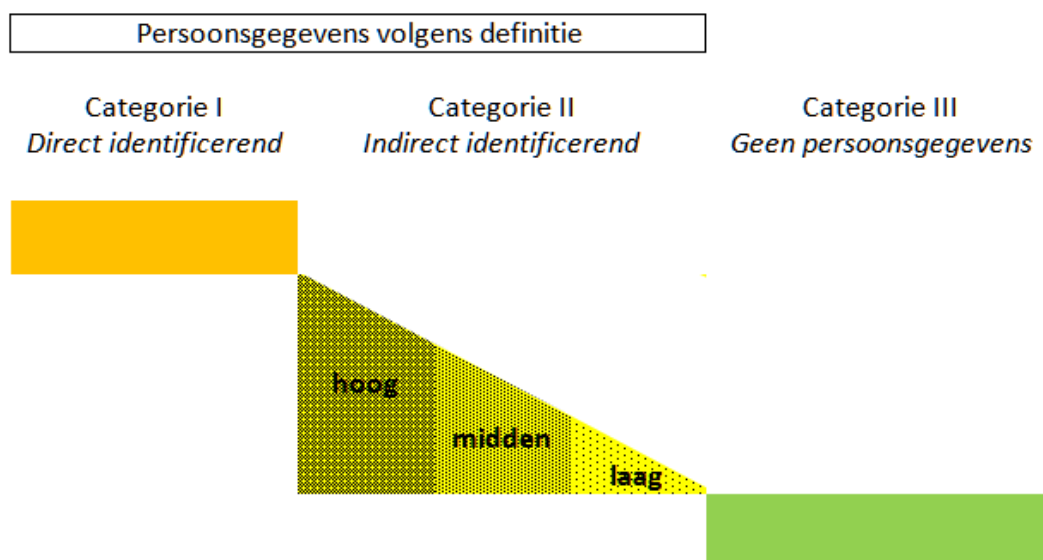 Persoonsgegevens volgens definitie
Categorie I
Direct identificerend
Categorie II
Indirect identificerend
Categorie III
Geen persoonsgegevens
hoog
midden
laag